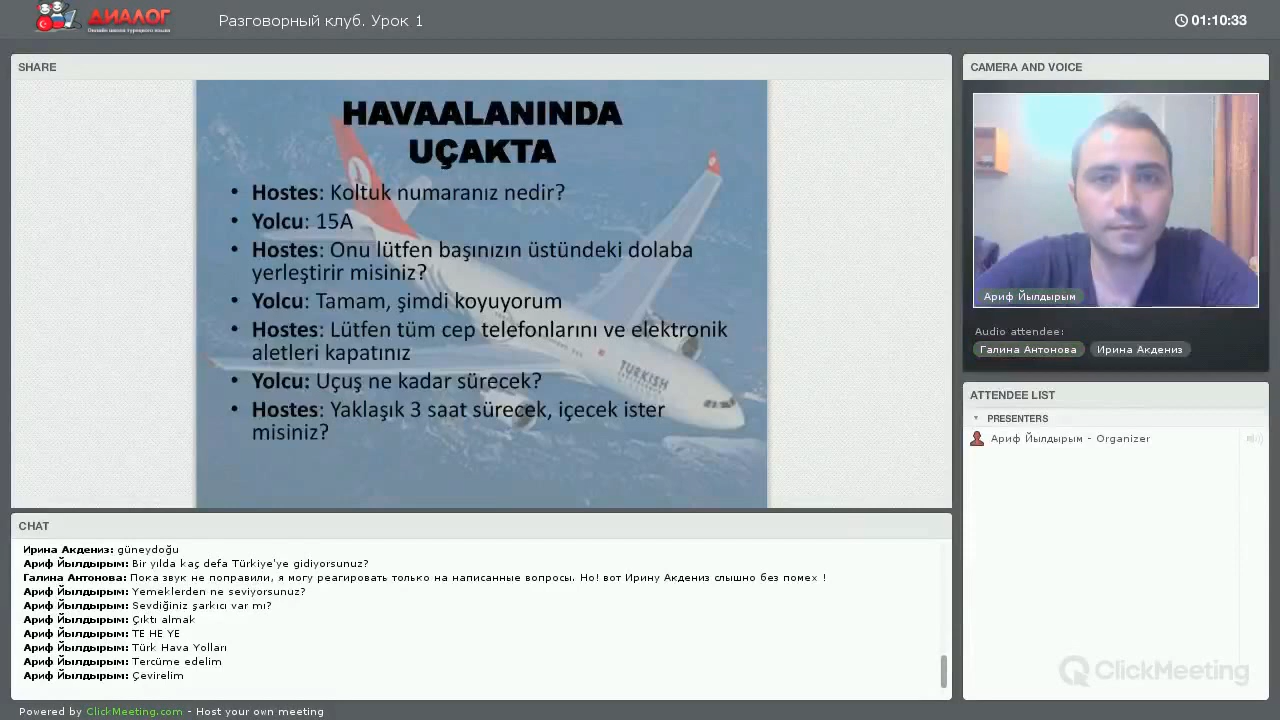 ДИАЛОГ
Онлайн школа турецкого языка
Разговорный клуб. Урок 1
01:10:33
SHARE
HAVAALANINDA
UÇAKTA
• Hostes: Koltuk numaranız nedir?
• Yolcu: 15A
• Hostes: Onu lütfen başınızın üstündeki dolaba
yerleştirir misiniz?
• Yolcu: Tamam, şimdi koyuyorum
• Hostes: Lütfen tüm cep telefonlarını ve elektronik
aletleri kapatınız
• Yolcu: Uçuş ne kadar sürecek?
• Hostes: Yaklaşık 3 saat sürecek, içecek ister
misiniz?
TURKISH
CAMERA AND VOICE
Ариф Йылдырым
Audio attendee:
Галина Антонова Ирина Акдениз
ATTENDEE LIST
PRESENTERS
Ариф Йылдырым - Organizer
CHAT
Ирина Акдениз: güneydoğu
Ариф Йылдырым: Bir yılda kaç defa Türkiye'ye gidiyorsunuz?
Галина Антонова: Пока звук не поправили, я могу реагировать только на написанные вопросы. Но! вот Ирину Акдениз слышно без помех !
Ариф Йылдырым: Yemeklerden ne seviyorsunuz?
Ариф Йылдырым: Sevdiğiniz şarkıcı var mı?
Ариф Йылдырым: Çıktı almak
Ариф Йылдырым: TE HE YE
Ариф Йылдырым: Türk Hava Yolları
Ариф Йылдырым: Tercüme edelim
Ариф Йылдырым: Çevirelim
ClickMeeting
Powered by ClickMeeting.com - Host your own meeting